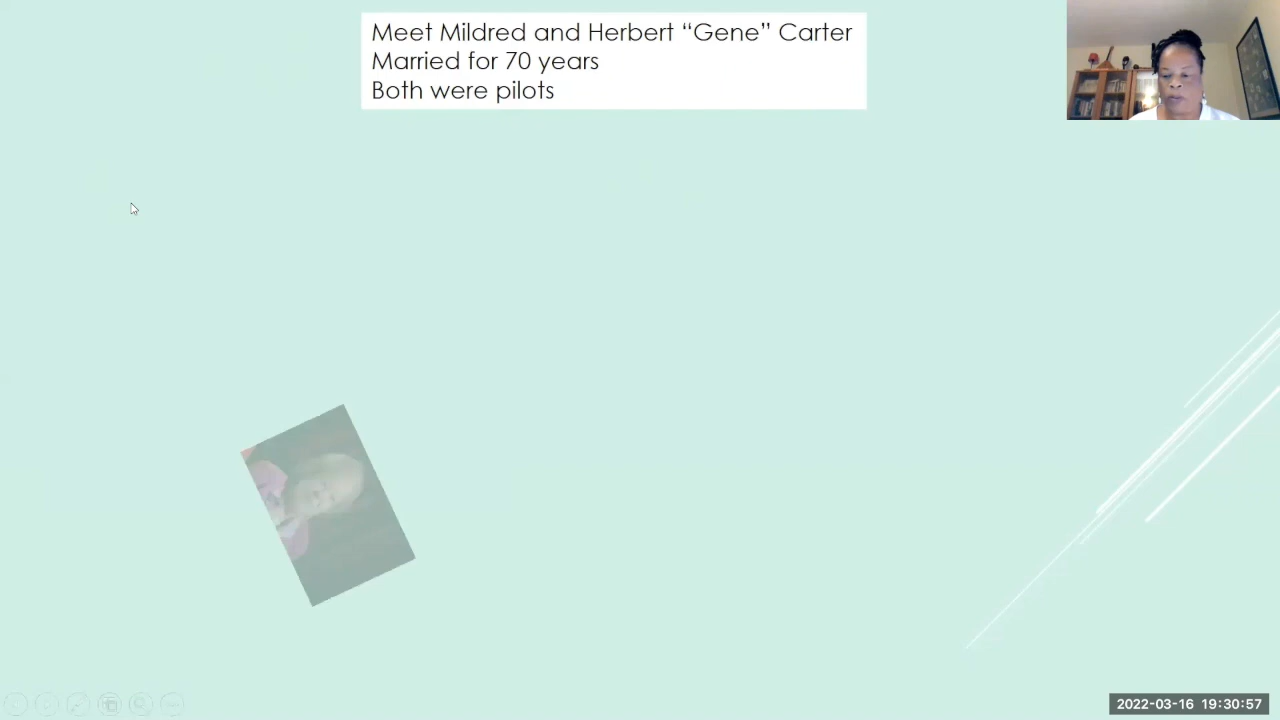 Meet Mildred and Herbert “Gene” Carter
Married for 70 years
Both were pilots
2022-03-16 19:30:57